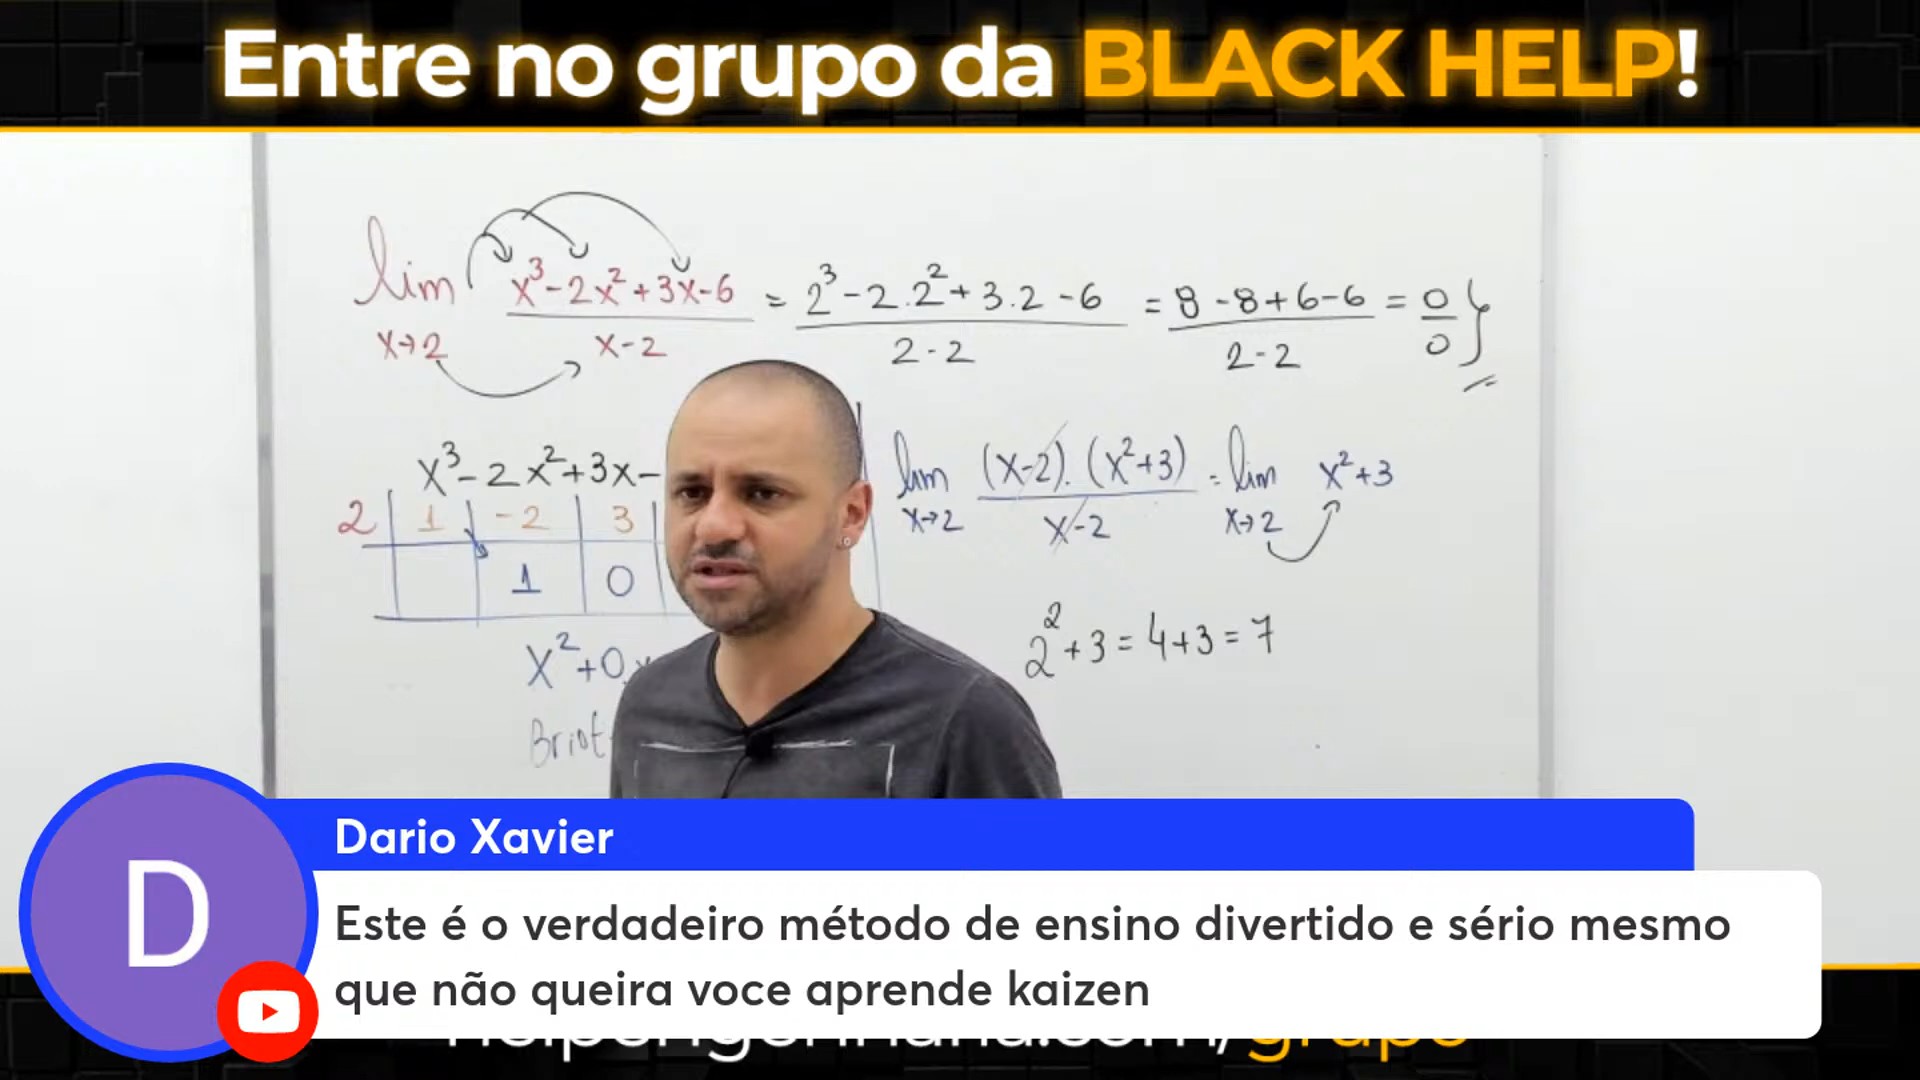 Entre no grupo da BLACK HELP!
lim x³-2x²+3x-6 = 2³-2.2²+3.2-6 = 8-8+6-6 = 0
x→2 x-2 2-2 2-2 0
x³-2x²+3x-
2 1 -2 3
1 0
x²+0
lim (x-2).(x²+3) = lim x²+3
x→2 x-2 x→2
2²+3=4+3=7
Dario Xavier
D
Este é o verdadeiro método de ensino divertido e sério mesmo
que não queira voce aprende kaizen